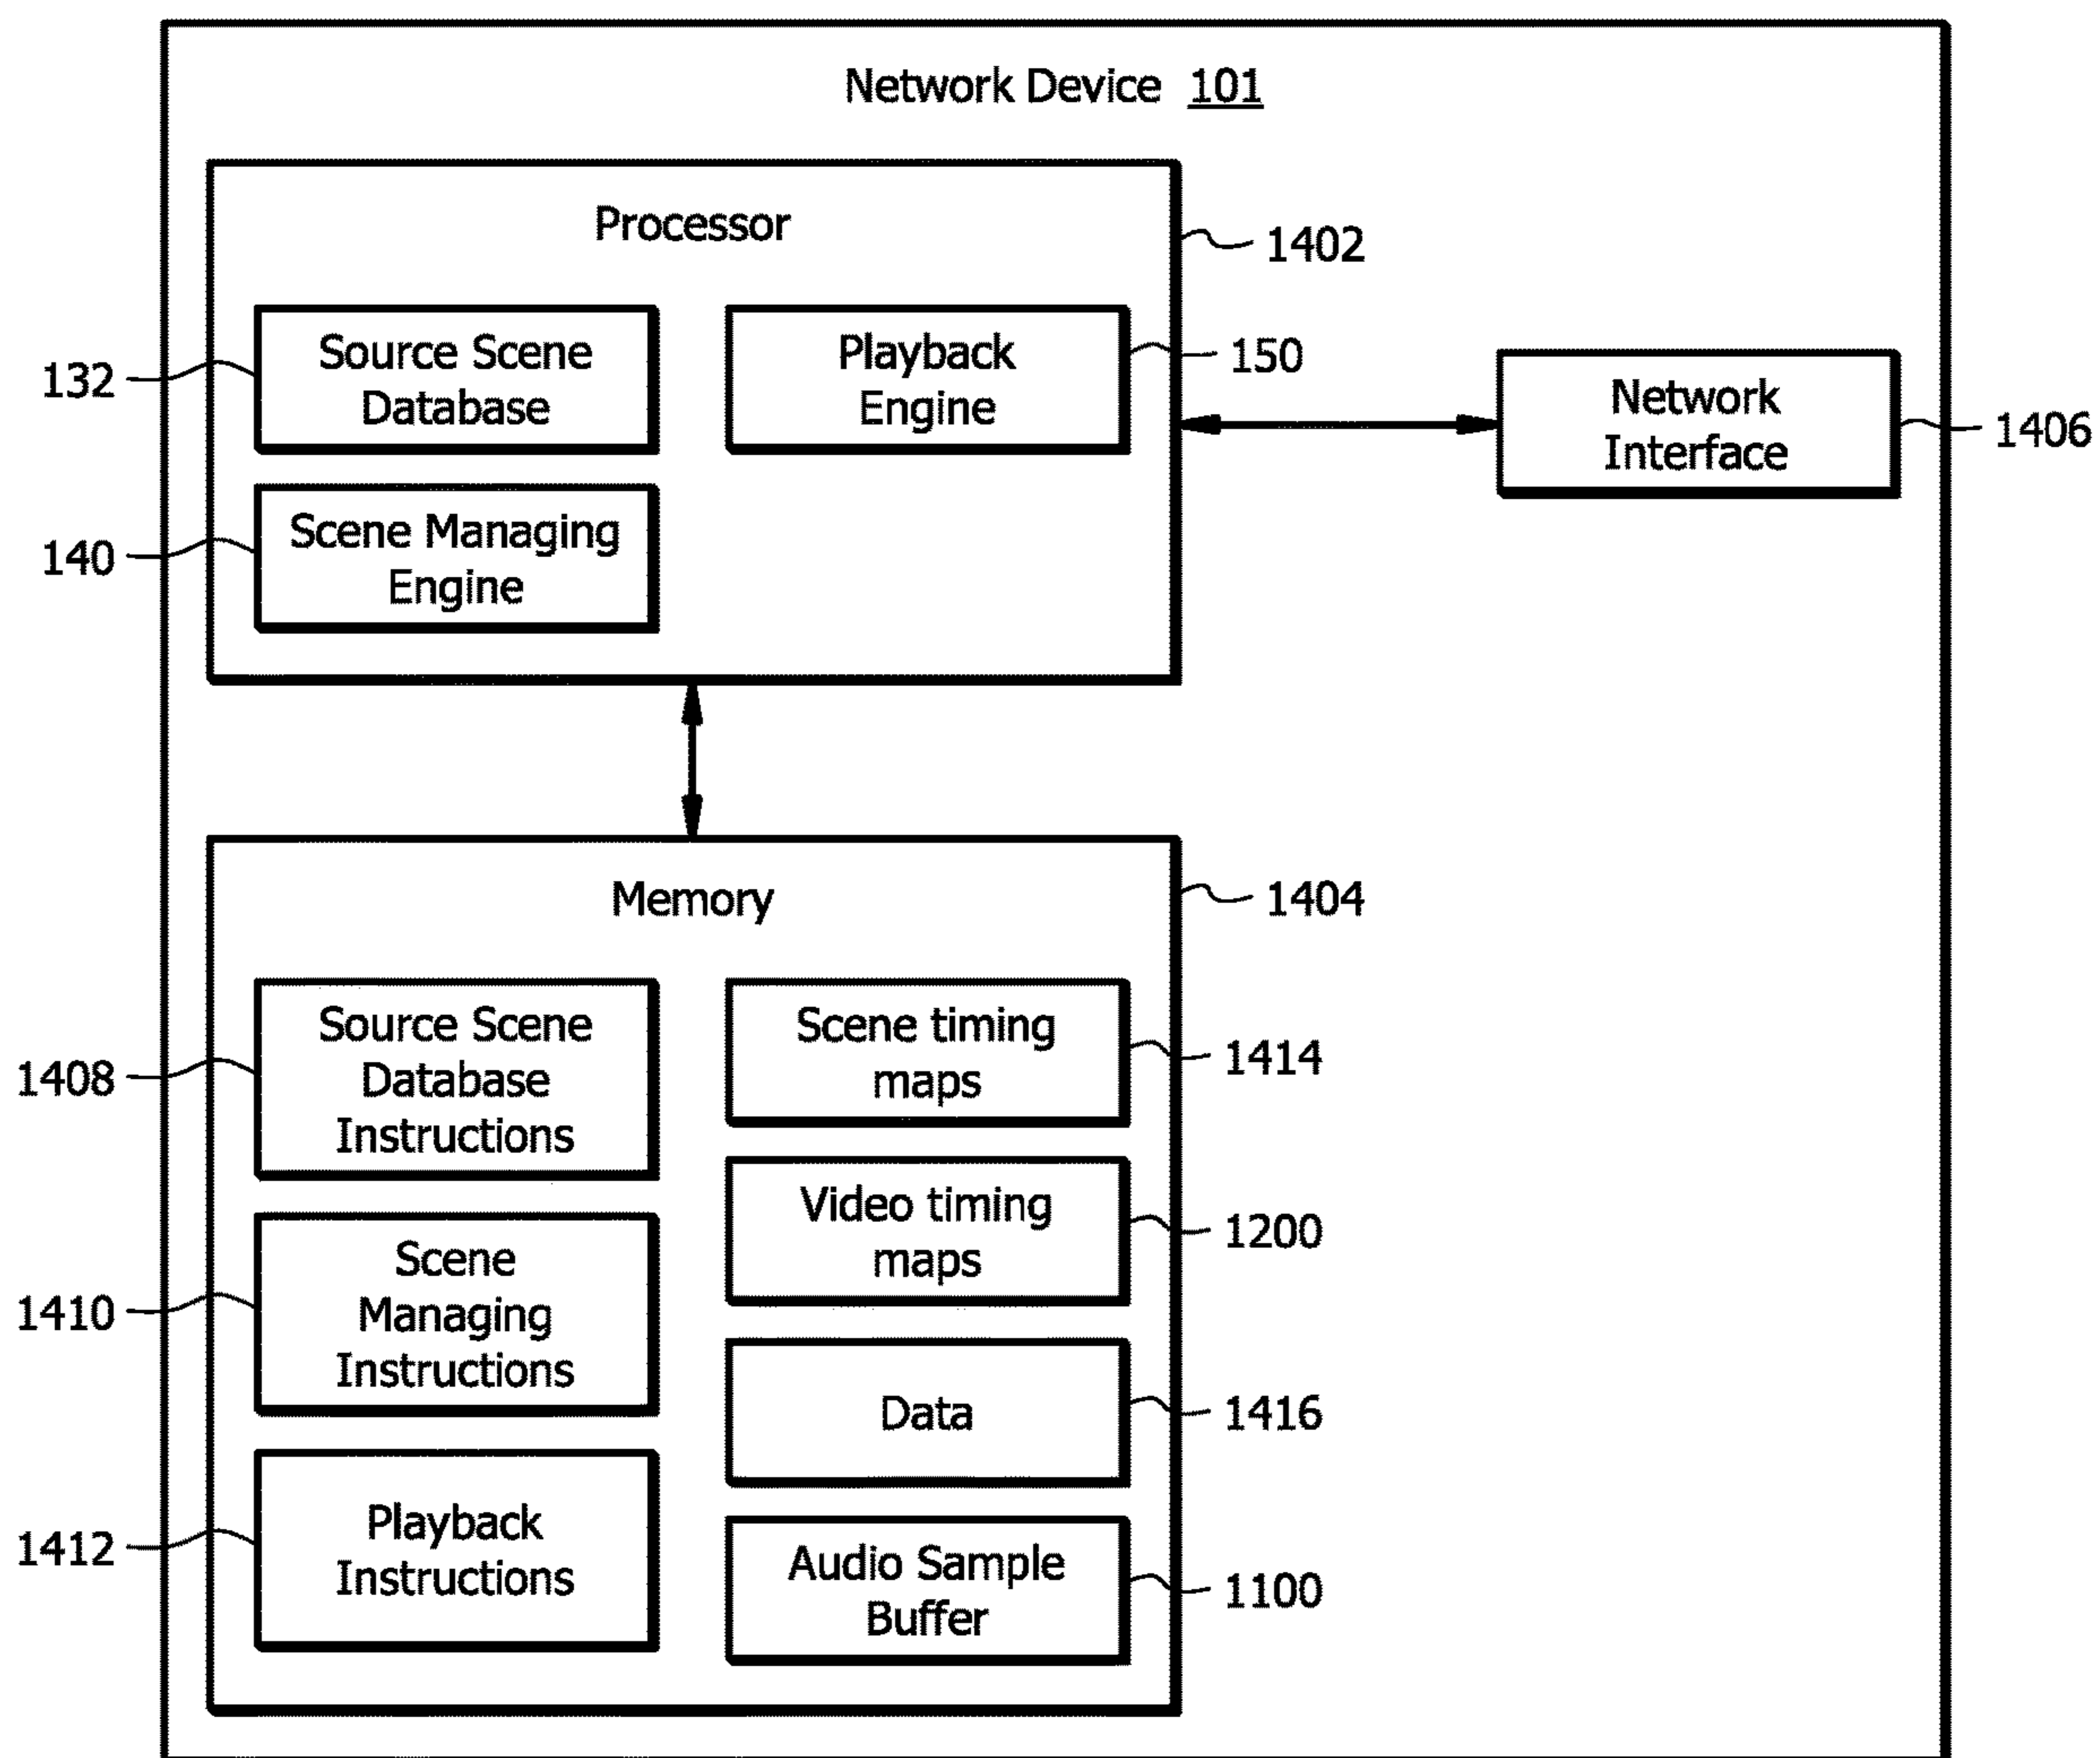 Network Device 101
Processor
1402
Source Scene
Database
132
Playback
Engine
150
Network
Interface
1406
Scene Managing
Engine
140
Memory
1404
Source Scene
Database
Instructions
1408
Scene timing
maps
1414
Scene
Managing
Instructions
1410
Video timing
maps
1200
Data
1416
Playback
Instructions
1412
Audio Sample
Buffer
1100